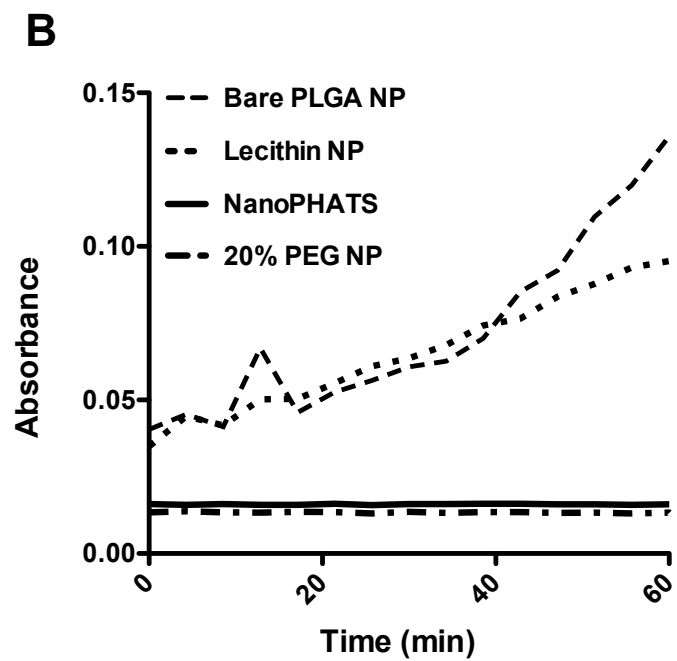 B
0.15
0.10
0.05
0.00
Absorbance
Bare PLGA NP
Lecithin NP
NanoPHATS
20% PEG NP
0
20
40
60
Time (min)